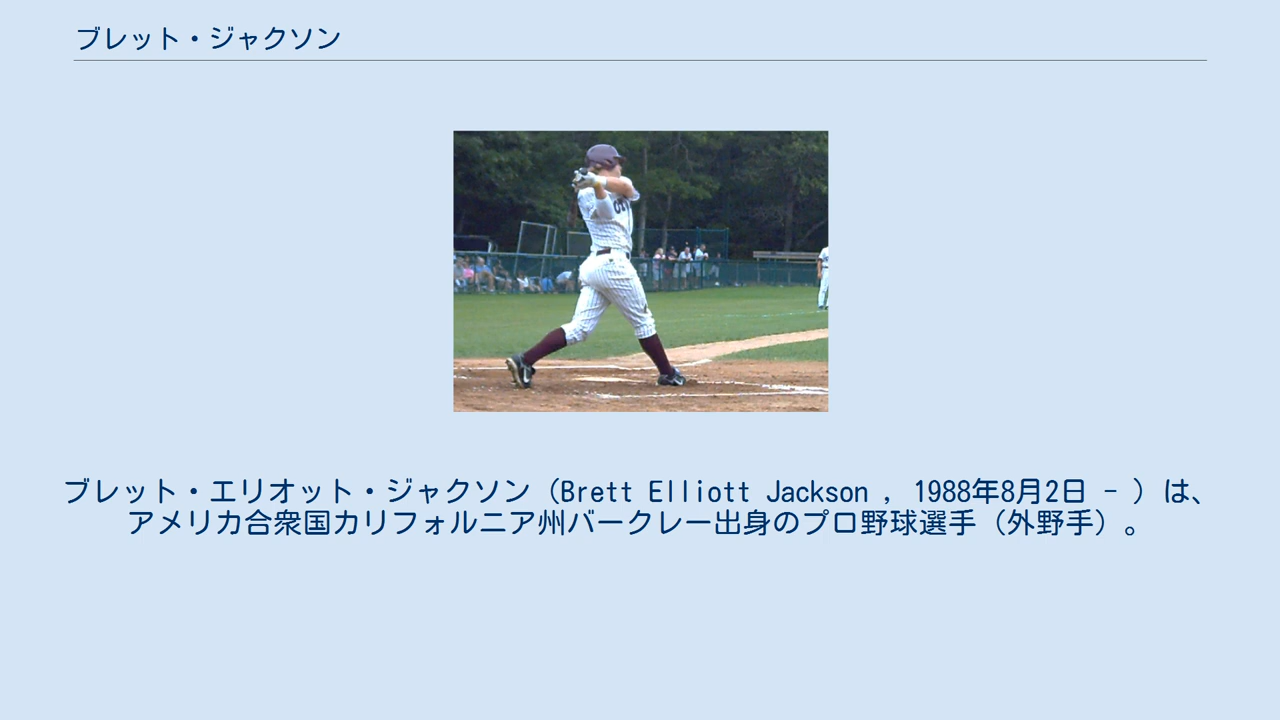 ブレット・ジャクソン
ブレット・エリオット・ジャクソン（Brett Elliott Jackson , 1988年8月2日 - ）は、
アメリカ合衆国カリフォルニア州バークレー出身のプロ野球選手（外野手）。